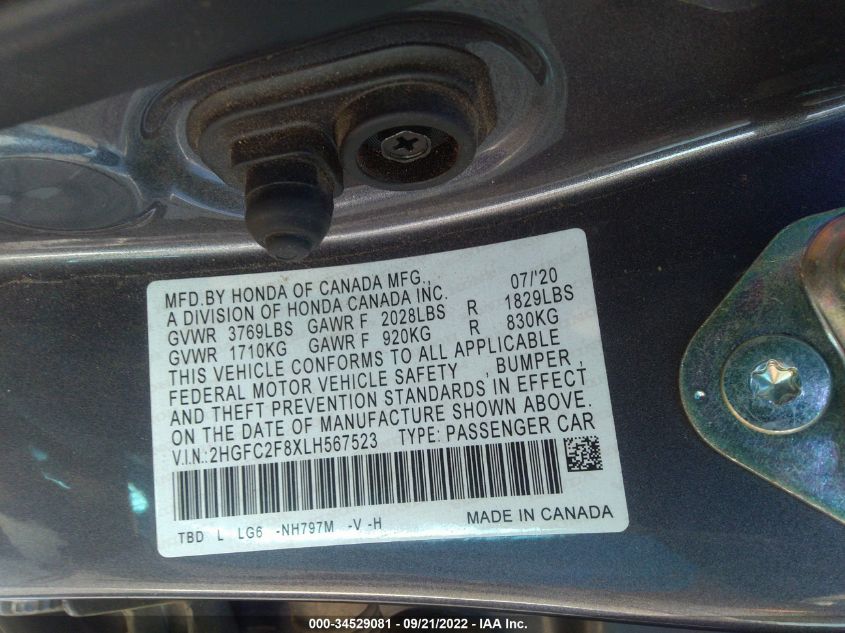 MFD.BY HONDA OF CANADA MFG., 07/'20
A DIVISION OF HONDA CANADA INC.
GVWR 3769LBS GAWR F 2028LBS R 1829LBS
GVWR 1710KG GAWR F 920KG R 830KG
THIS VEHICLE CONFORMS TO ALL APPLICABLE
FEDERAL MOTOR VEHICLE SAFETY , BUMPER ,
AND THEFT PREVENTION STANDARDS IN EFFECT
ON THE DATE OF MANUFACTURE SHOWN ABOVE.
V.I.N.:2HGFC2F8XLH567523 TYPE: PASSENGER CAR
TBD L LG6 -NH797M -V -H MADE IN CANADA
000-34529081 - 09/21/2022 - IAA Inc.